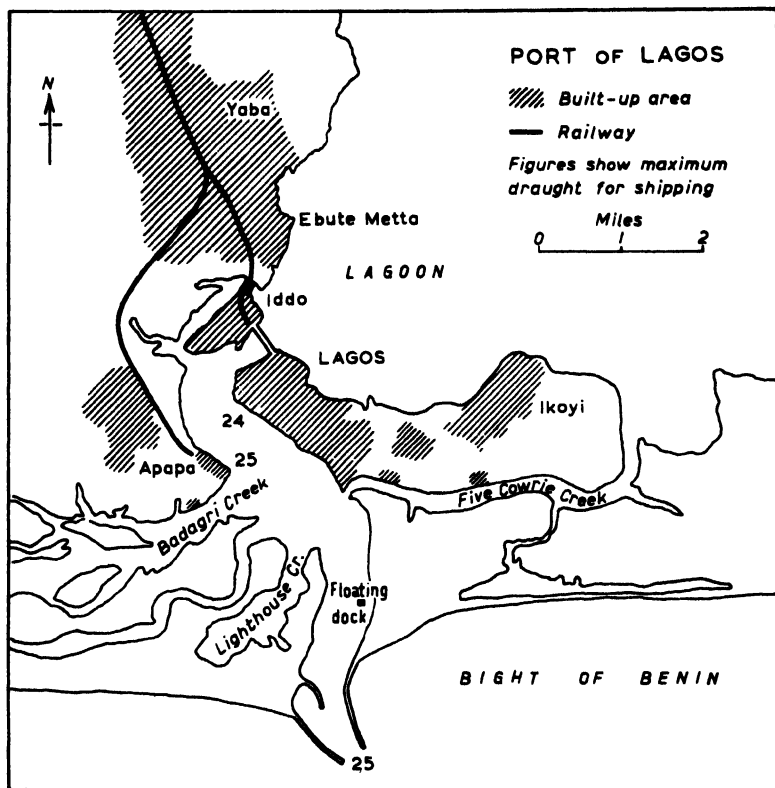 PORT OF LAGOS
Built-up area
Railway
Figures show maximum
draught for shipping
Miles
0 1 2
N
Yaba
Ebute Metta
LAGOON
Iddo
LAGOS
Ikoyi
24
25
Apapa
Badagri Creek
Five Cowrie Creek
Lighthouse Cr.
Floating
dock
BIGHT OF BENIN
25